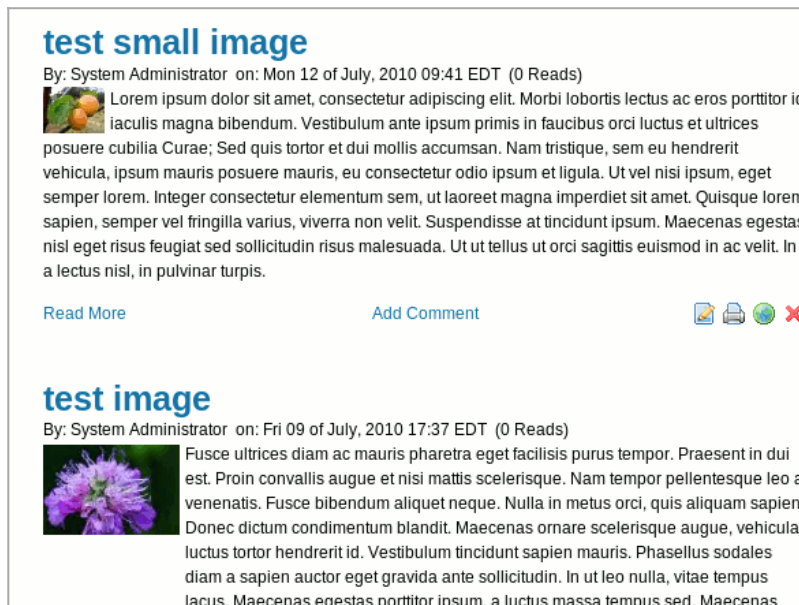 test small image
By: System Administrator on: Mon 12 of July, 2010 09:41 EDT (0 Reads)
Lorem ipsum dolor sit amet, consectetur adipiscing elit. Morbi lobortis lectus ac eros porttitor
iaculis magna bibendum. Vestibulum ante ipsum primis in faucibus orci luctus et ultrices
posuere cubilia Curae; Sed quis tortor et dui mollis accumsan. Nam tristique, sem eu hendrerit
vehicula, ipsum mauris posuere mauris, eu consectetur odio ipsum et ligula. Ut vel nisi ipsum, eget
semper lorem. Integer consectetur elementum sem, ut laoreet magna imperdiet sit amet. Quisque lorem
sapien, semper vel fringilla varius, viverra non velit. Suspendisse at tincidunt ipsum. Maecenas egestas
nisl eget risus feugiat sed sollicitudin risus malesuada. Ut ut tellus ut orci sagittis euismod in ac velit. In
a lectus nisl, in pulvinar turpis.
Read More Add Comment
test image
By: System Administrator on: Fri 09 of July, 2010 17:37 EDT (0 Reads)
Fusce ultrices diam ac mauris pharetra eget facilisis purus tempor. Praesent in dui
est. Proin convallis augue et nisi mattis scelerisque. Nam tempor pellentesque leo a
venenatis. Fusce bibendum aliquet neque. Nulla in metus orci, quis aliquam sapien
Donec dictum condimentum blandit. Maecenas ornare scelerisque augue, vehicula
luctus tortor hendrerit id. Vestibulum tincidunt sapien mauris. Phasellus sodales
diam a sapien auctor eget gravida ante sollicitudin. In ut leo nulla, vitae tempus
lacus. Maecenas egestas porttitor ipsum, a luctus massa tempus sed. Maecenas